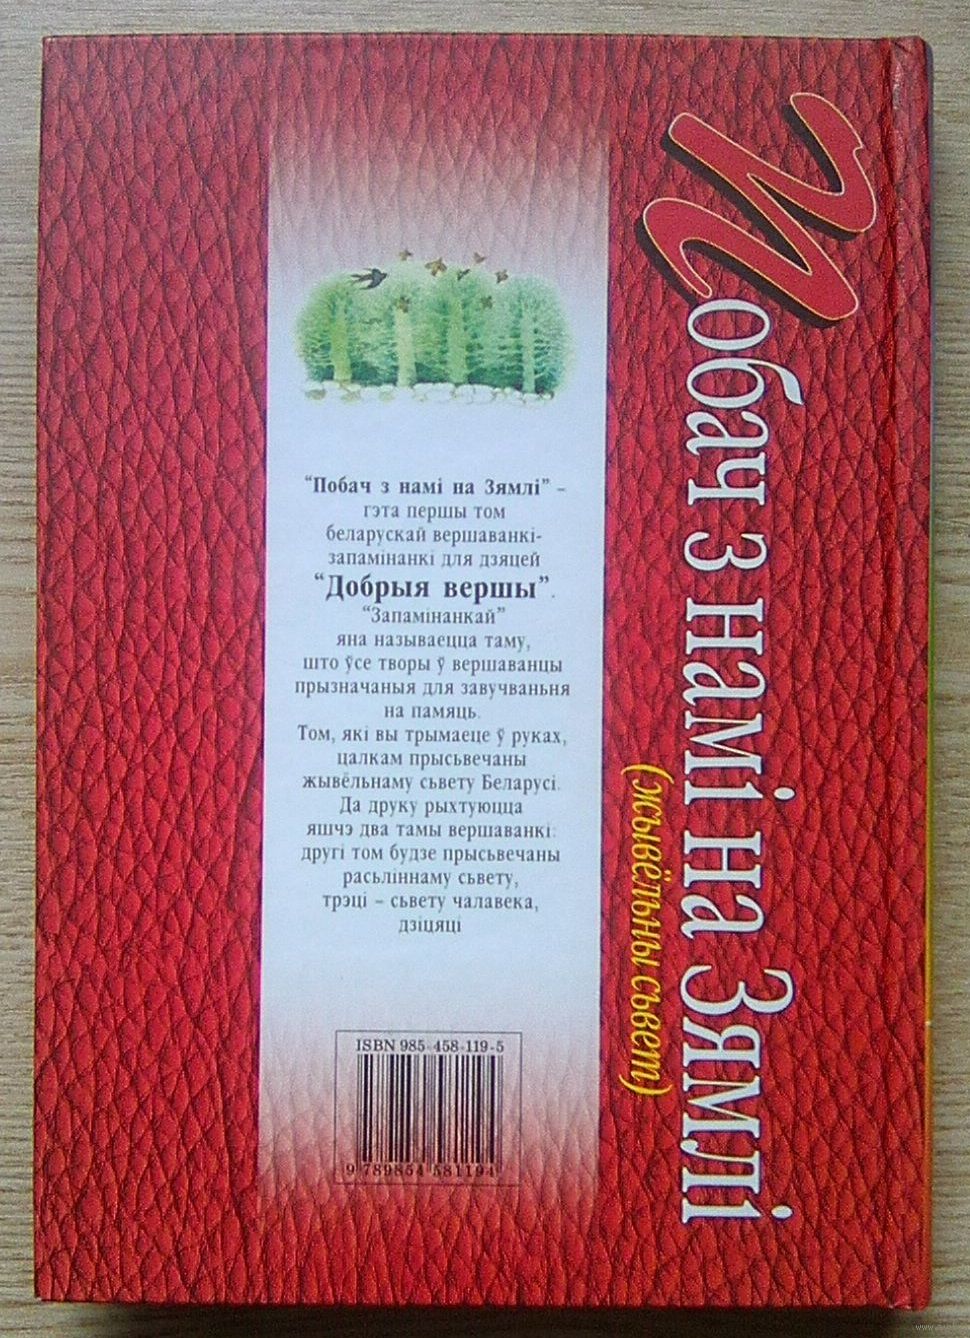 Побач з намі на Зямлі
(жывёльны сьвет)
“Побач з намі на Зямлі” –
гэта першы том
беларускай вершаванкі-
запамінанкі для дзяцей
“Добрыя вершы”.
“Запамінанкай”
яна называецца таму,
што ўсе творы ў вершаванцы
прызначаныя для завучваньня
на памяць.
Том, які вы трымаеце ў руках,
цалкам прысьвечаны
жывёльнаму сьвету Беларусі.
Да друку рыхтуюцца
яшчэ два тамы вершаванкі:
другі том будзе прысьвечаны
расьліннаму сьвету,
трэці – сьвету чалавека,
дзіцяці
ISBN 985-458-119-5
9 789854 581194